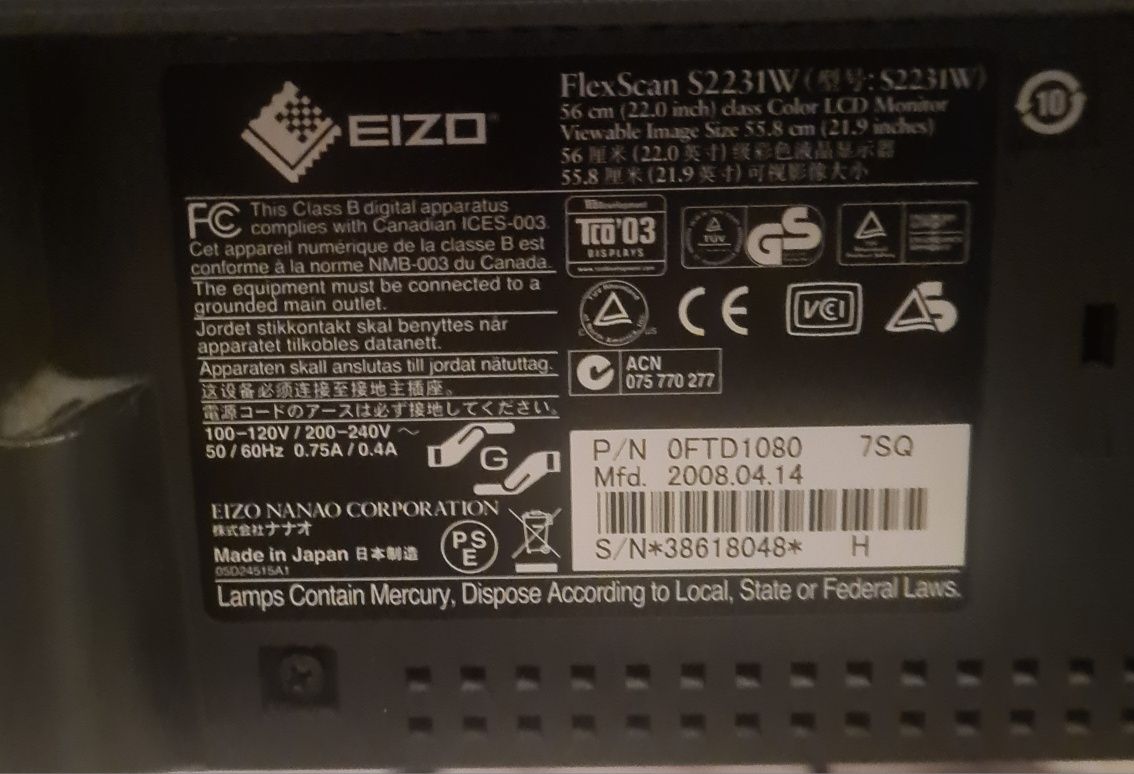 EIZO
FlexScan S2231W (型号: S2231W)
56 cm (22.0 inch) class Color LCD Monitor
Viewable Image Size 55.8 cm (21.9 inches)
56 厘米 (22.0 英寸) 级彩色液晶显示器
55.8 厘米 (21.9 英寸) 可视影像大小
10
FC This Class B digital apparatus
complies with Canadian ICES-003.
Cet appareil numérique de la classe B est
conforme à la norme NMB-003 du Canada.
The equipment must be connected to a
grounded main outlet.
Jordet stikkontakt skal benyttes når
apparatet tilkobles datanett.
Apparaten skall anslutas till jordat nätuttag.
这设备必须连接至接地主插座。
電源コードのアースは必ず接地してください。
100-120V / 200-240V ~
50 / 60Hz 0.75A / 0.4A
G
EIZO NANAO CORPORATION
株式会社ナナオ
Made in Japan 日本制造
05D24515A1
PS
E
TCO'03
DISPLAYS
TÜV
GS
CE
VCCI
S
ACN
075 770 277
P/N 0FTD1080 7SQ
Mfd. 2008.04.14
S/N*38618048* H
Lamps Contain Mercury, Dispose According to Local, State or Federal Laws.